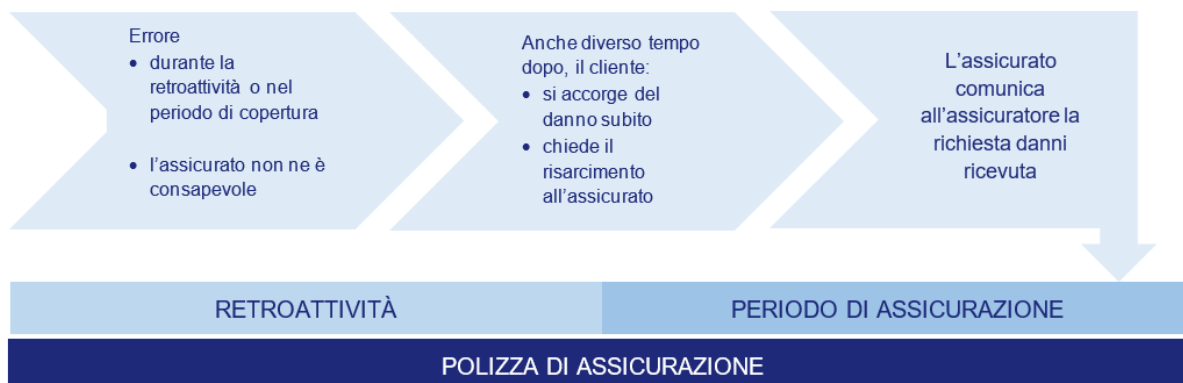 Errore
• durante la
retroattività o nel
periodo di copertura
• l'assicurato non ne è
consapevole
Anche diverso tempo
dopo, il cliente:
• si accorge del
danno subito
• chiede il
risarcimento
all'assicurato
L'assicurato
comunica
all'assicuratore la
richiesta danni
ricevuta
RETROATTIVITÀ
PERIODO DI ASSICURAZIONE
POLIZZA DI ASSICURAZIONE